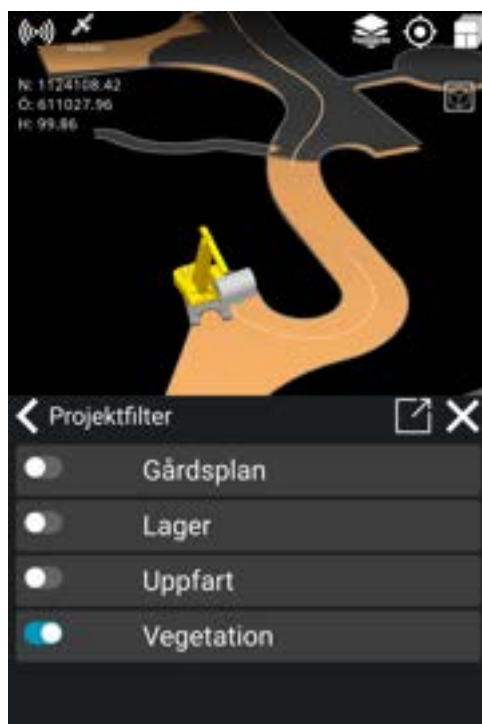 N: 1124108.42
Ö: 611027.96
H: 99.86
Projektfilter
Gårdsplan
Lager
Uppfart
Vegetation